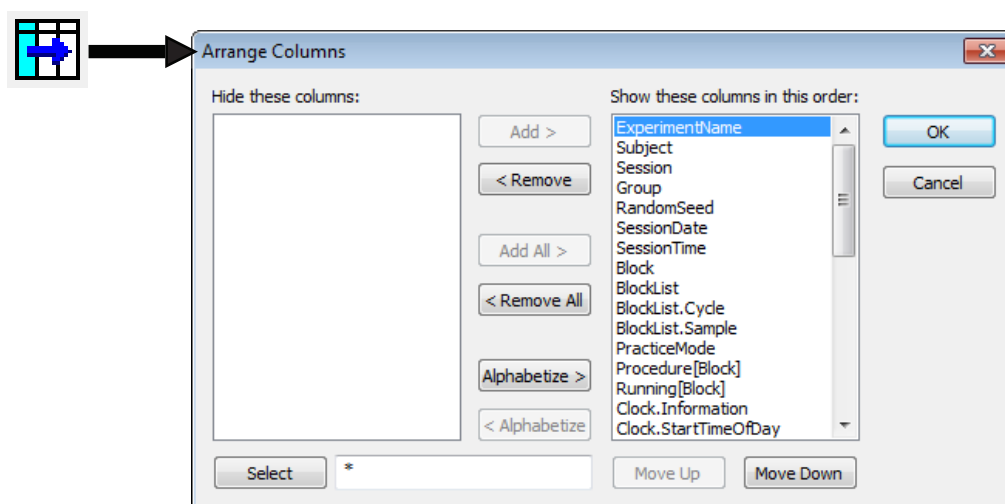 Arrange Columns
Hide these columns:
Show these columns in this order:
Add >
< Remove
Add All >
< Remove All
Alphabetize >
< Alphabetize
ExperimentName
Subject
Session
Group
RandomSeed
SessionDate
SessionTime
Block
BlockList
BlockList.Cycle
BlockList.Sample
PracticeMode
Procedure[Block]
Running[Block]
Clock.Information
Clock.StartTimeOfDay
OK
Cancel
Select
*
Move Up
Move Down